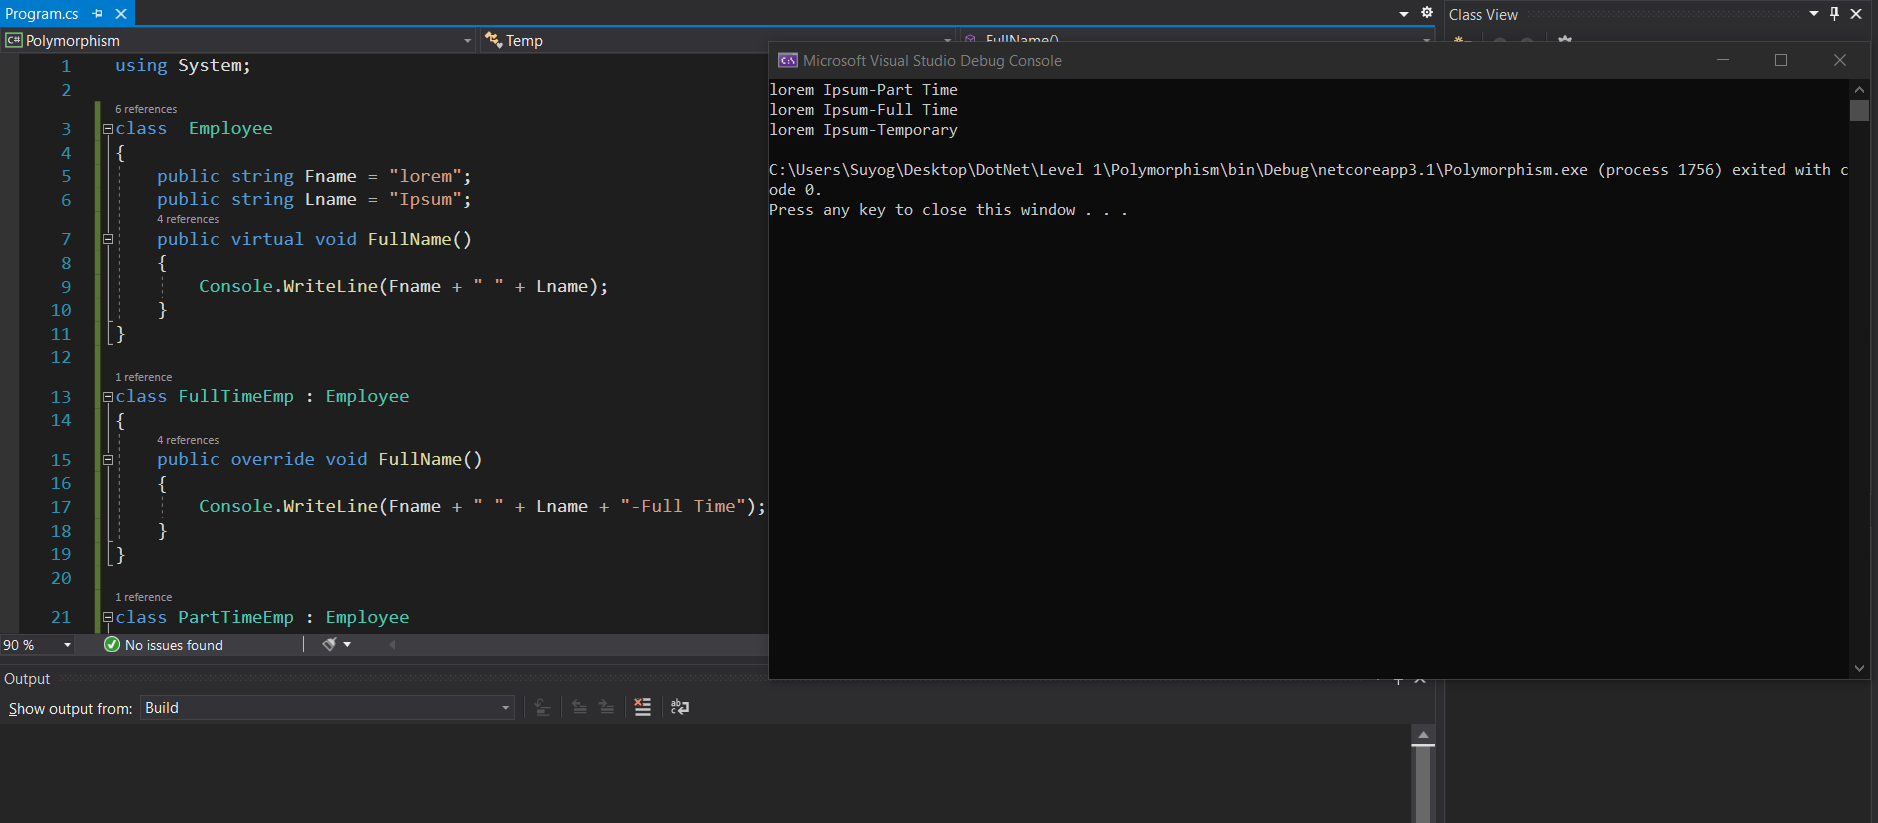 Program.cs
Class View
Polymorphism
Temp
FullName()
1 using System;
2
6 references
3 class  Employee
4 {
5 public string Fname = "lorem";
6 public string Lname = "Ipsum";
4 references
7 public virtual void FullName()
8 {
9 Console.WriteLine(Fname + " " + Lname);
10 }
11 }
12
1 reference
13 class FullTimeEmp : Employee
14 {
4 references
15 public override void FullName()
16 {
17 Console.WriteLine(Fname + " " + Lname + "-Full Time");
18 }
19 }
20
1 reference
21 class PartTimeEmp : Employee
90 %
No issues found
Microsoft Visual Studio Debug Console
lorem Ipsum-Part Time
lorem Ipsum-Full Time
lorem Ipsum-Temporary
C:\Users\Suyog\Desktop\DotNet\Level 1\Polymorphism\bin\Debug\netcoreapp3.1\Polymorphism.exe (process 1756) exited with c
ode 0.
Press any key to close this window . . .
Output
Show output from: Build